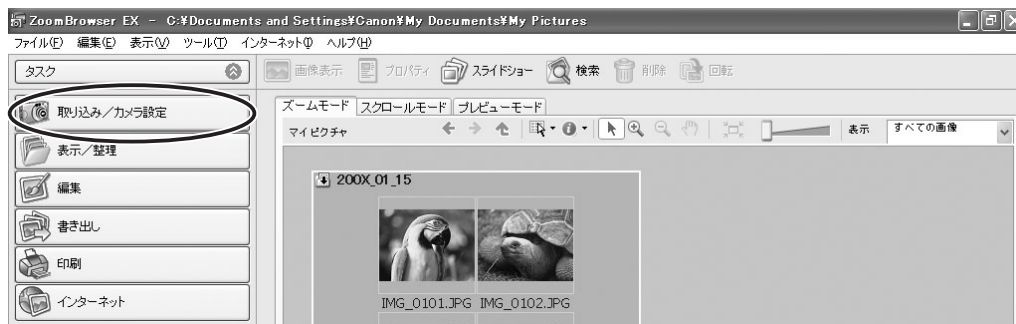 ZoomBrowser EX - C:¥Documents and Settings¥Canon¥My Documents¥My Pictures
ファイル(F) 編集(E) 表示(V) ツール(T) インターネット(I) ヘルプ(H)
タスク
画像表示 プロパティ スライドショー 検索 削除 回転
取り込み/カメラ設定
表示/整理
編集
書き出し
印刷
インターネット
ズームモード スクロールモード プレビューモード
マイ ピクチャ 表示 すべての画像
200X_01_15
IMG_0101.JPG IMG_0102.JPG